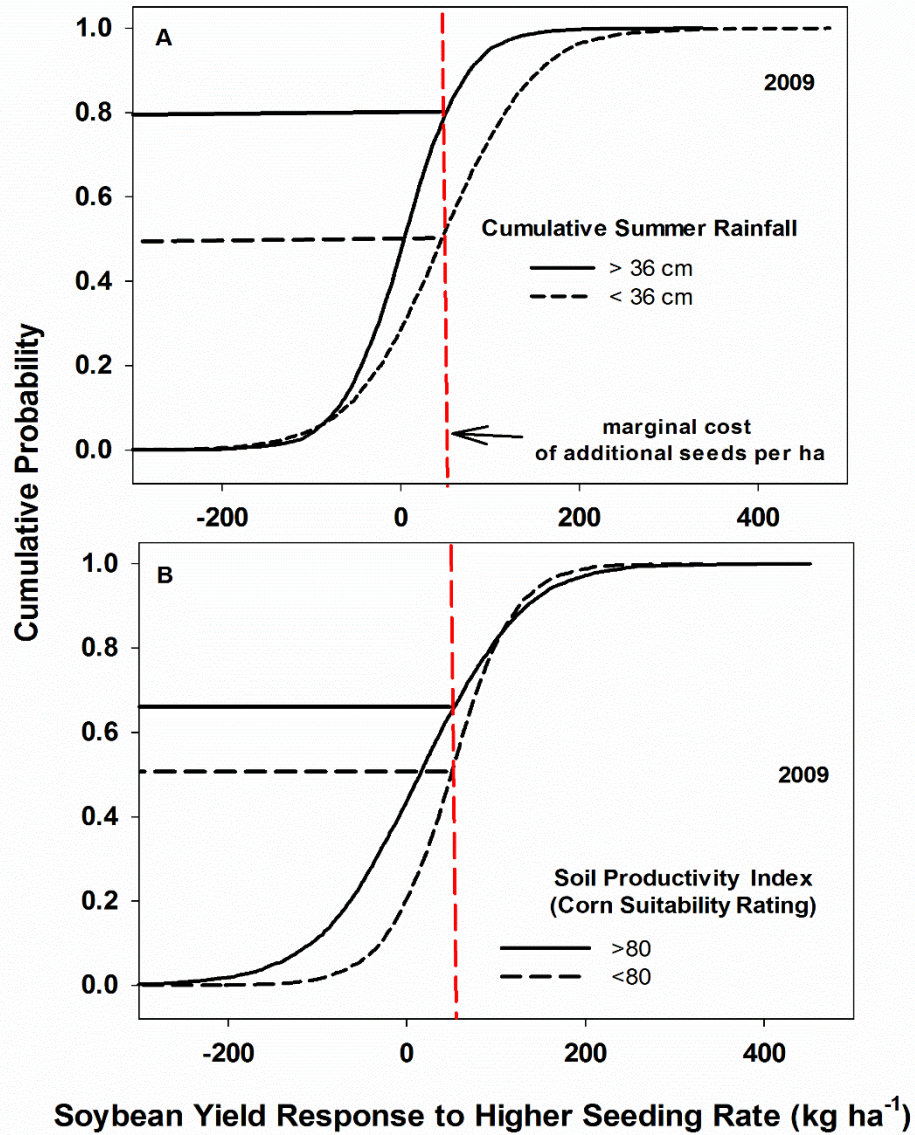 A
2009
1.0
0.8
0.6
0.4
0.2
0.0
Cumulative Summer Rainfall
> 36 cm
< 36 cm
marginal cost
of additional seeds per ha
-200 0 200 400
Cumulative Probability
B
2009
1.0
0.8
0.6
0.4
0.2
0.0
Soil Productivity Index
(Corn Suitability Rating)
>80
<80
-200 0 200 400
Soybean Yield Response to Higher Seeding Rate (kg ha⁻¹)